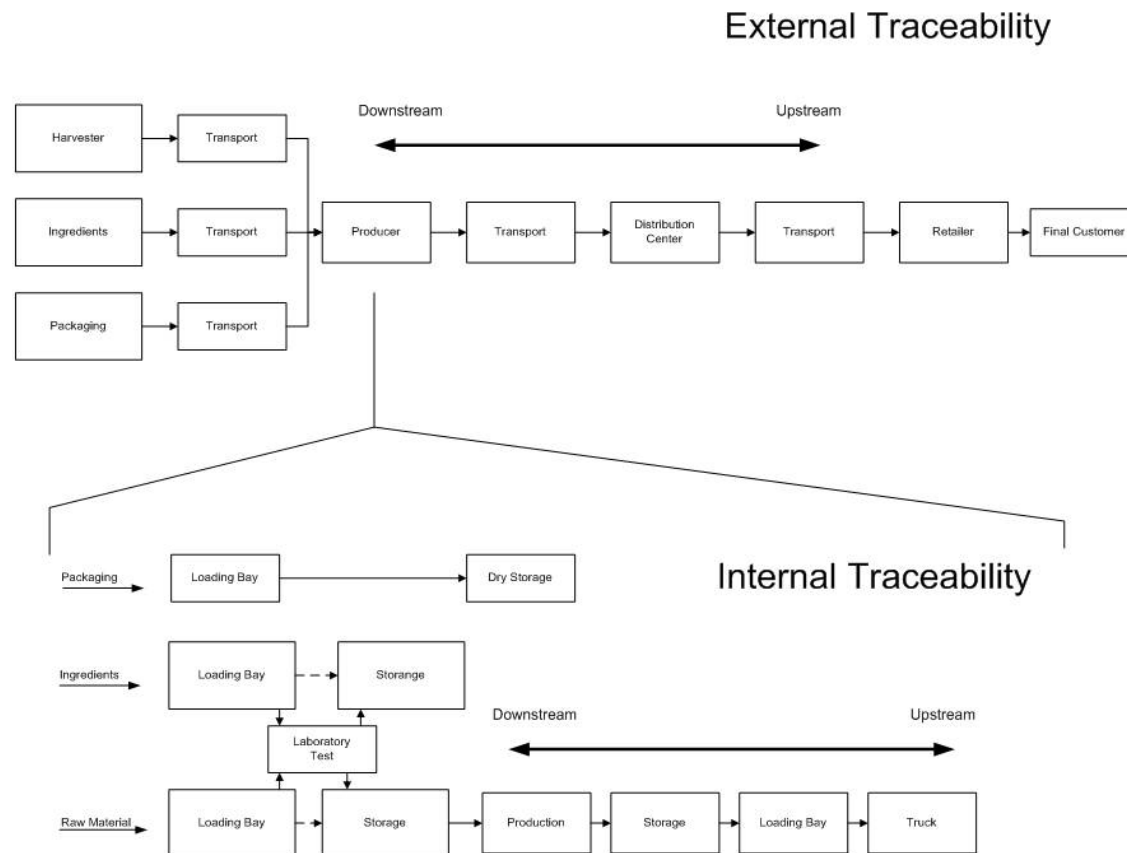 External Traceability
Downstream
Upstream
Harvester
Transport
Ingredients
Transport
Producer
Transport
Distribution
Center
Transport
Retailer
Final Customer
Packaging
Transport
Packaging
Loading Bay
Dry Storage
Internal Traceability
Ingredients
Loading Bay
Storange
Downstream
Upstream
Laboratory
Test
Raw Material
Loading Bay
Storage
Production
Storage
Loading Bay
Truck